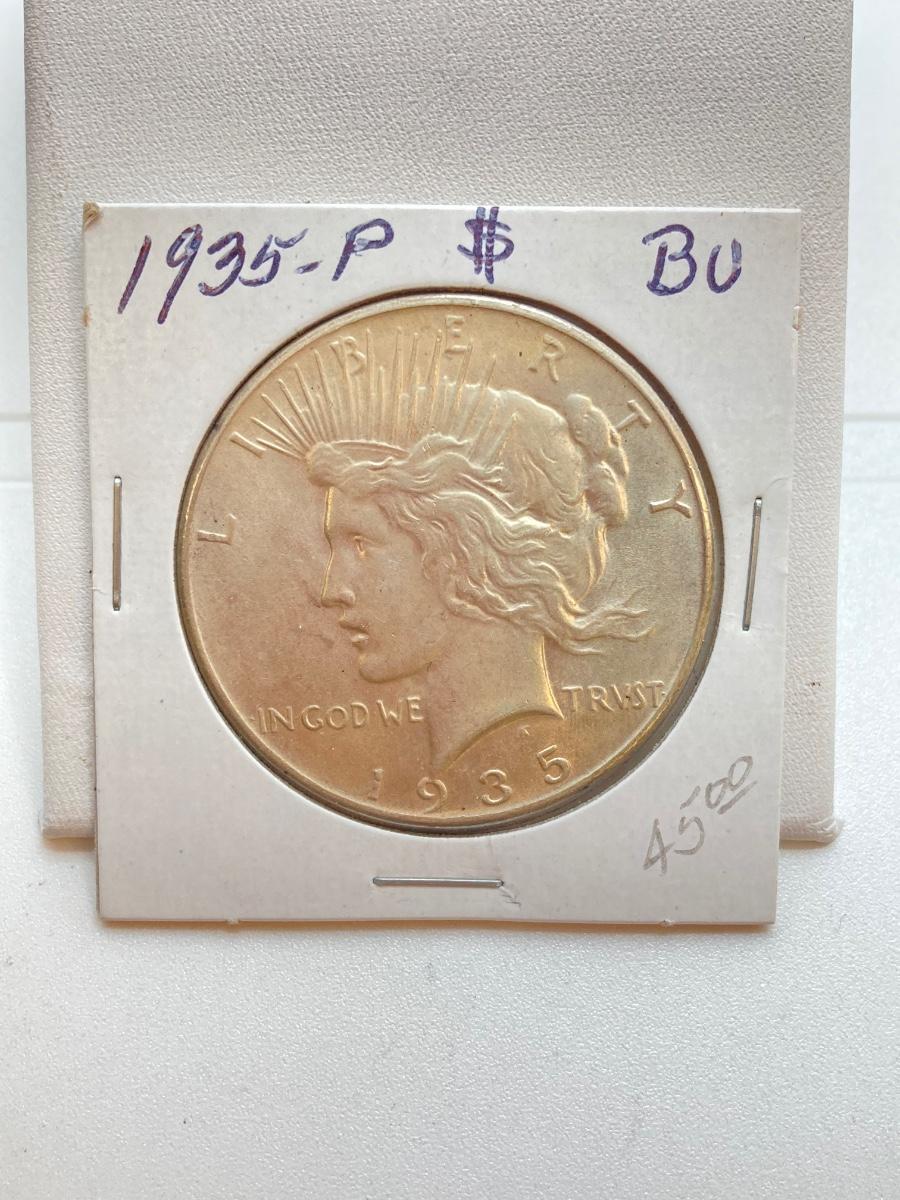 1935-P $ BU
LIBERTY
IN GOD WE TRVST
1935
45.00